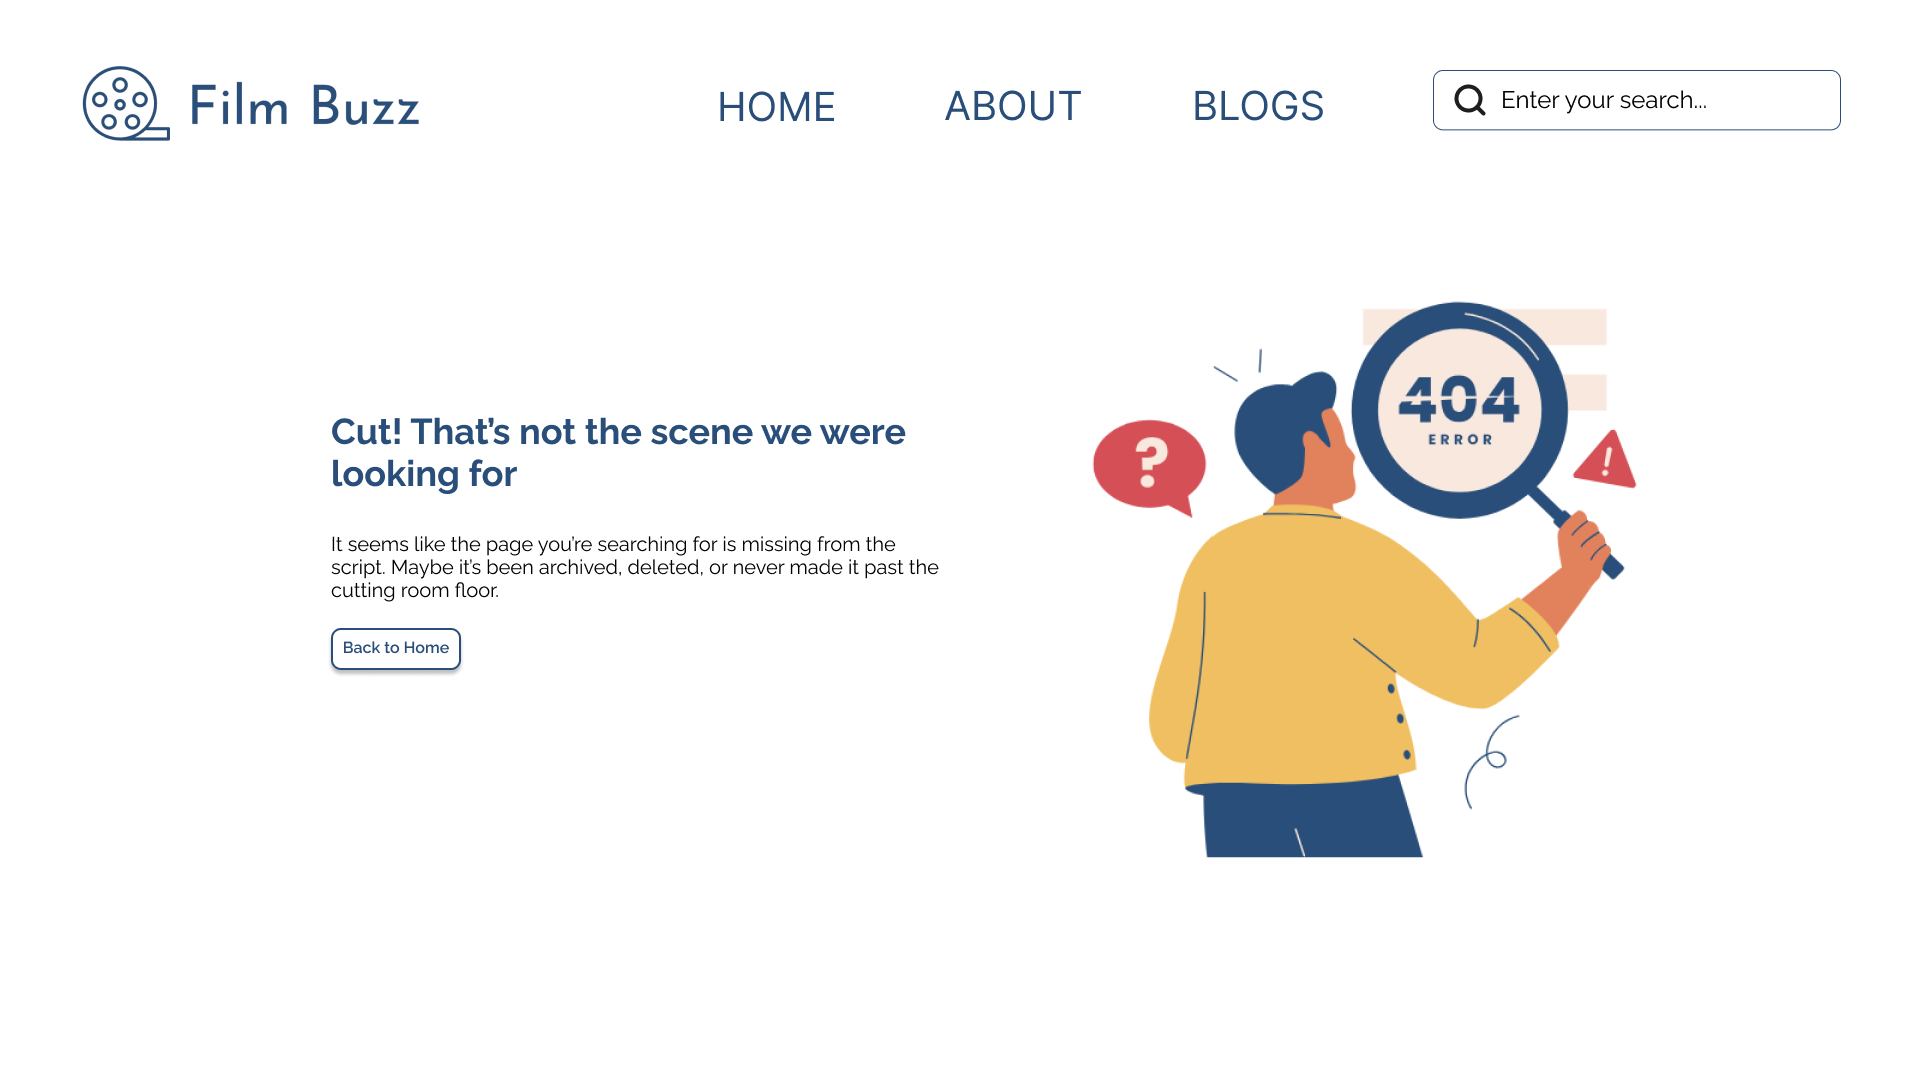 Film Buzz
HOME
ABOUT
BLOGS
Enter your search...
Cut! That’s not the scene we were
looking for
It seems like the page you’re searching for is missing from the
script. Maybe it’s been archived, deleted, or never made it past the
cutting room floor.
Back to Home
?
404
ERROR
!